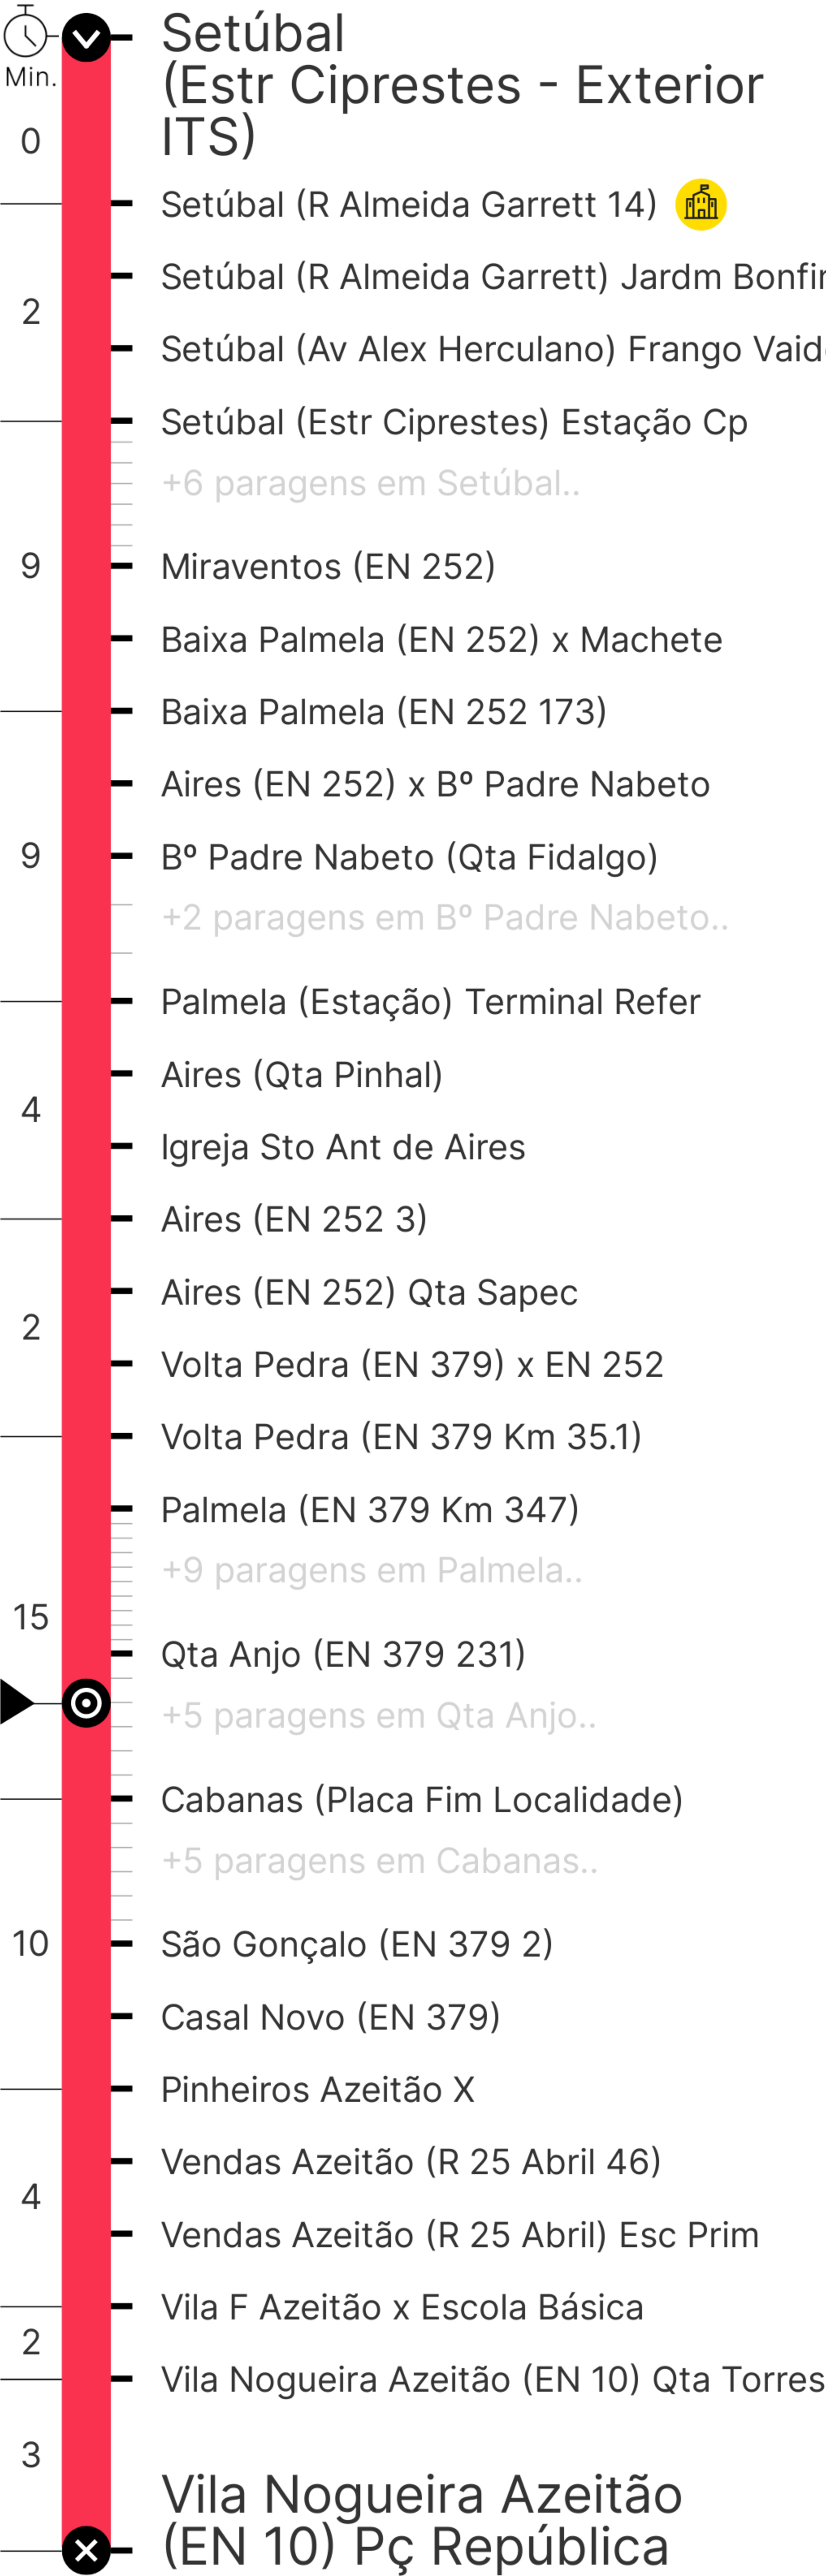 Setúbal
(Estr Ciprestes - Exterior
ITS)
Min.
0
Setúbal (R Almeida Garrett 14)
Setúbal (R Almeida Garrett) Jardm Bonfi
2
Setúbal (Av Alex Herculano) Frango Vaid
Setúbal (Estr Ciprestes) Estação Cp
+6 paragens em Setúbal..
9
Miraventos (EN 252)
Baixa Palmela (EN 252) x Machete
Baixa Palmela (EN 252 173)
Aires (EN 252) x Bº Padre Nabeto
9
Bº Padre Nabeto (Qta Fidalgo)
+2 paragens em Bº Padre Nabeto..
Palmela (Estação) Terminal Refer
Aires (Qta Pinhal)
4
Igreja Sto Ant de Aires
Aires (EN 252 3)
Aires (EN 252) Qta Sapec
2
Volta Pedra (EN 379) x EN 252
Volta Pedra (EN 379 Km 35.1)
Palmela (EN 379 Km 347)
+9 paragens em Palmela..
15
Qta Anjo (EN 379 231)
+5 paragens em Qta Anjo..
Cabanas (Placa Fim Localidade)
+5 paragens em Cabanas..
10
São Gonçalo (EN 379 2)
Casal Novo (EN 379)
Pinheiros Azeitão X
Vendas Azeitão (R 25 Abril 46)
4
Vendas Azeitão (R 25 Abril) Esc Prim
Vila F Azeitão x Escola Básica
2
Vila Nogueira Azeitão (EN 10) Qta Torres
3
Vila Nogueira Azeitão
(EN 10) Pç República